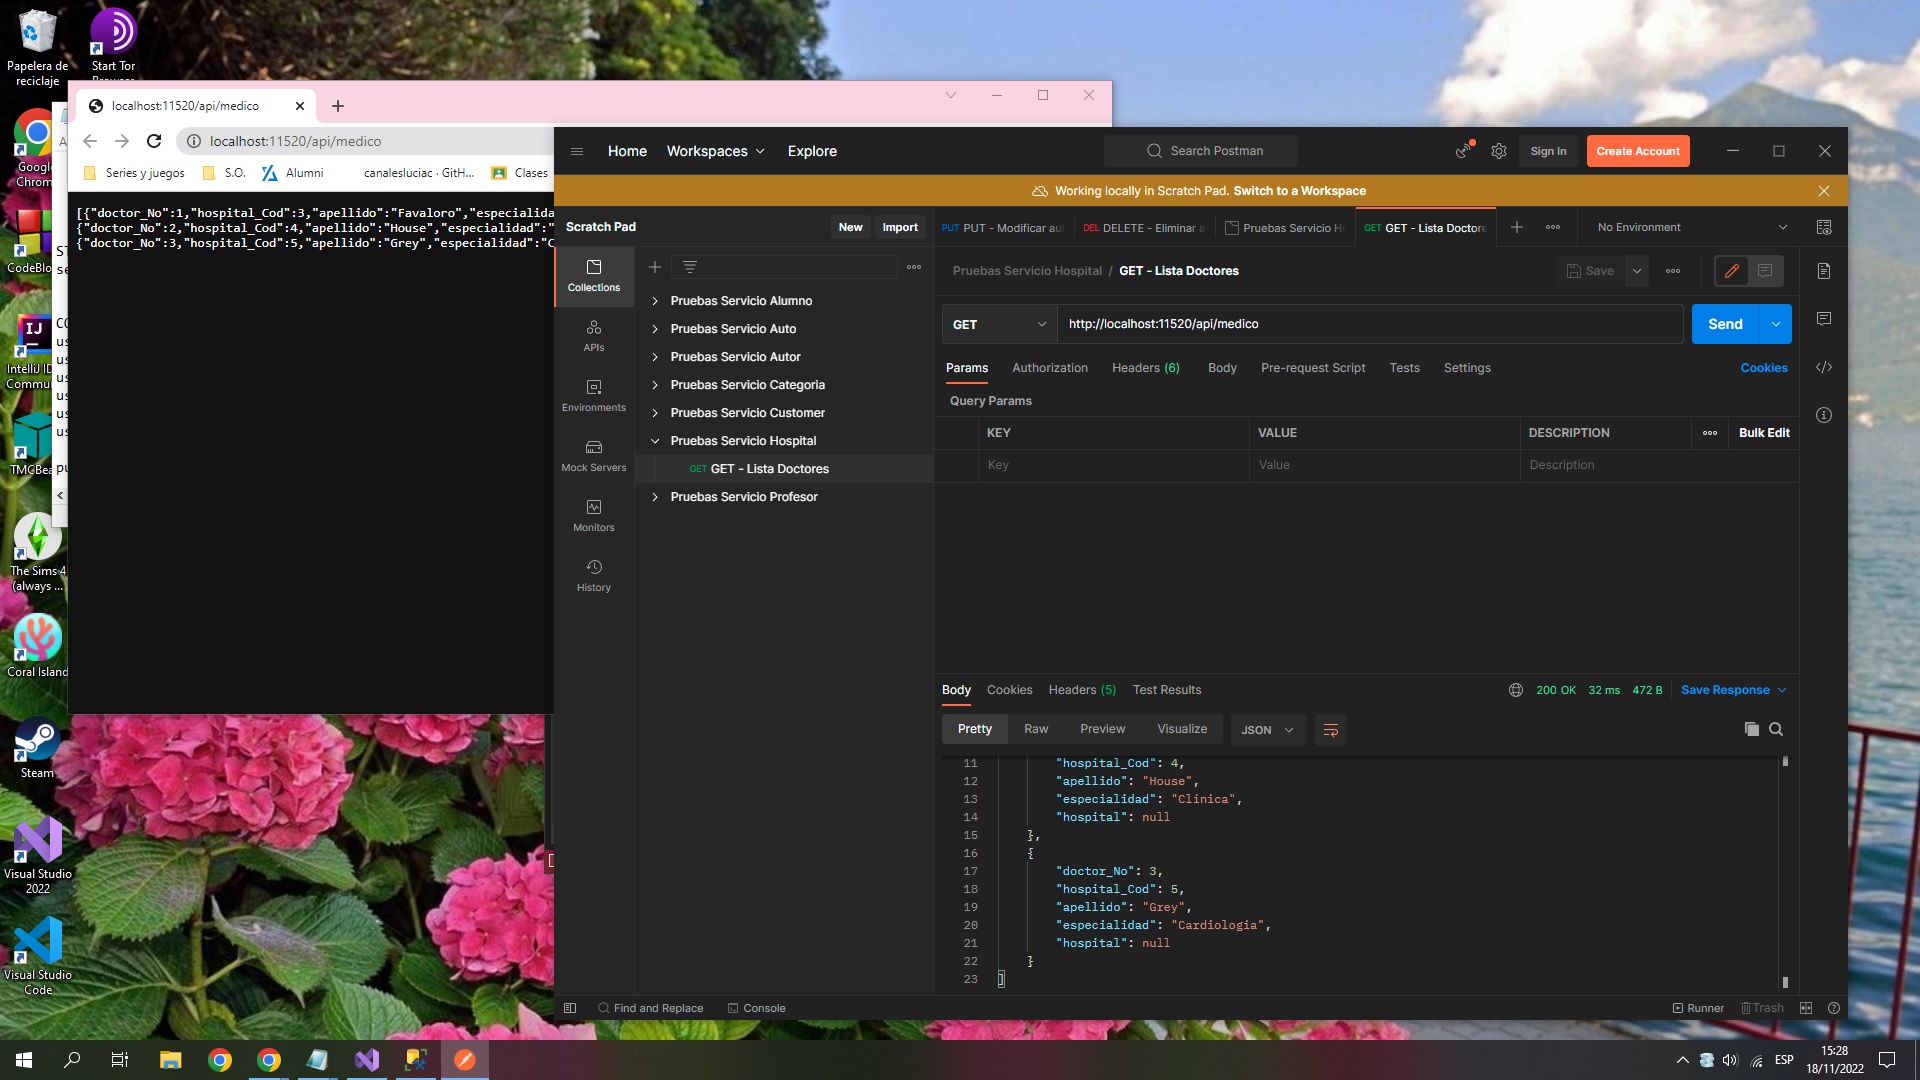 Papelera de
reciclaje
Start Tor
Google
Chrom
CodeBlo
IntelliJ ID
Commu
TMCBea
The Sims 4
(always ...
Coral Island
Steam
Visual Studio
2022
Visual Studio
Code
localhost:11520/api/medico
localhost:11520/api/medico
Series y juegos
S.O.
Alumni
canalesluciac · GitH...
Clases
[{"doctor_No":1,"hospital_Cod":3,"apellido":"Favaloro","especialida
{"doctor_No":2,"hospital_Cod":4,"apellido":"House","especialidad":"
{"doctor_No":3,"hospital_Cod":5,"apellido":"Grey","especialidad":"C
Home
Workspaces
Explore
Search Postman
Sign In
Create Account
Working locally in Scratch Pad. Switch to a Workspace
Scratch Pad
New
Import
PUT PUT - Modificar au
DEL DELETE - Eliminar a
Pruebas Servicio Ho
GET GET - Lista Doctore
No Environment
Collections
APIs
Environments
Mock Servers
Monitors
History
Pruebas Servicio Alumno
Pruebas Servicio Auto
Pruebas Servicio Autor
Pruebas Servicio Categoria
Pruebas Servicio Customer
Pruebas Servicio Hospital
GET GET - Lista Doctores
Pruebas Servicio Profesor
Pruebas Servicio Hospital / GET - Lista Doctores
Save
GET
http://localhost:11520/api/medico
Send
Params
Authorization
Headers (6)
Body
Pre-request Script
Tests
Settings
Cookies
Query Params
KEY
VALUE
DESCRIPTION
Bulk Edit
Key
Value
Description
Body
Cookies
Headers (5)
Test Results
200 OK
32 ms
472 B
Save Response
Pretty
Raw
Preview
Visualize
JSON
11 "hospital_Cod": 4,
12 "apellido": "House",
13 "especialidad": "Clinica",
14 "hospital": null
15 },
16 {
17 "doctor_No": 3,
18 "hospital_Cod": 5,
19 "apellido": "Grey",
20 "especialidad": "Cardiologia",
21 "hospital": null
22 }
23 ]
Find and Replace
Console
Runner
Trash
ESP
15:28
18/11/2022